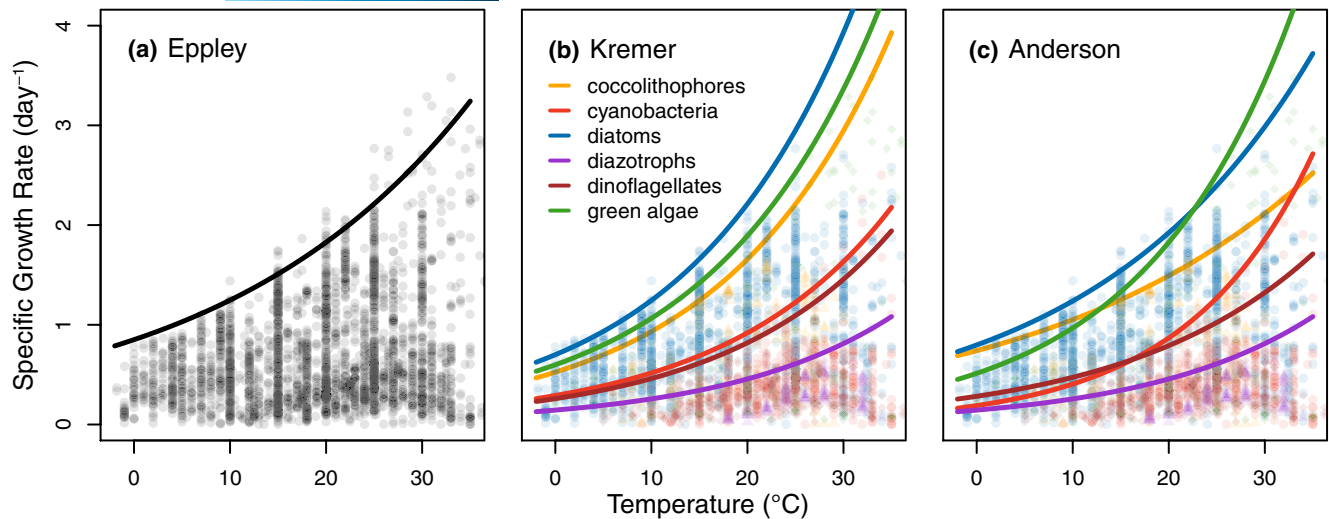 (a) Eppley
(b) Kremer
(c) Anderson
coccolithophores
cyanobacteria
diatoms
diazotrophs
dinoflagellates
green algae
Specific Growth Rate (day⁻¹)
4
3
2
1
0
0 10 20 30
0 10 20 30
0 10 20 30
Temperature (°C)